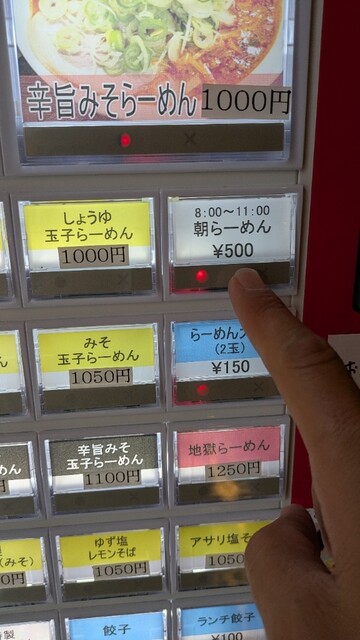 辛旨みそらーめん 1000円
しょうゆ
玉子らーめん
1000円
8:00〜11:00
朝らーめん
¥500
みそ
玉子らーめん
1050円
らーめん
(2玉)
¥150
辛旨みそ
玉子らーめん
1100円
地獄らーめん
1250円
(みそ)
ゆず塩
レモンそば
1050円
アサリ塩そ
1050
餃子
ランチ餃子
¥100